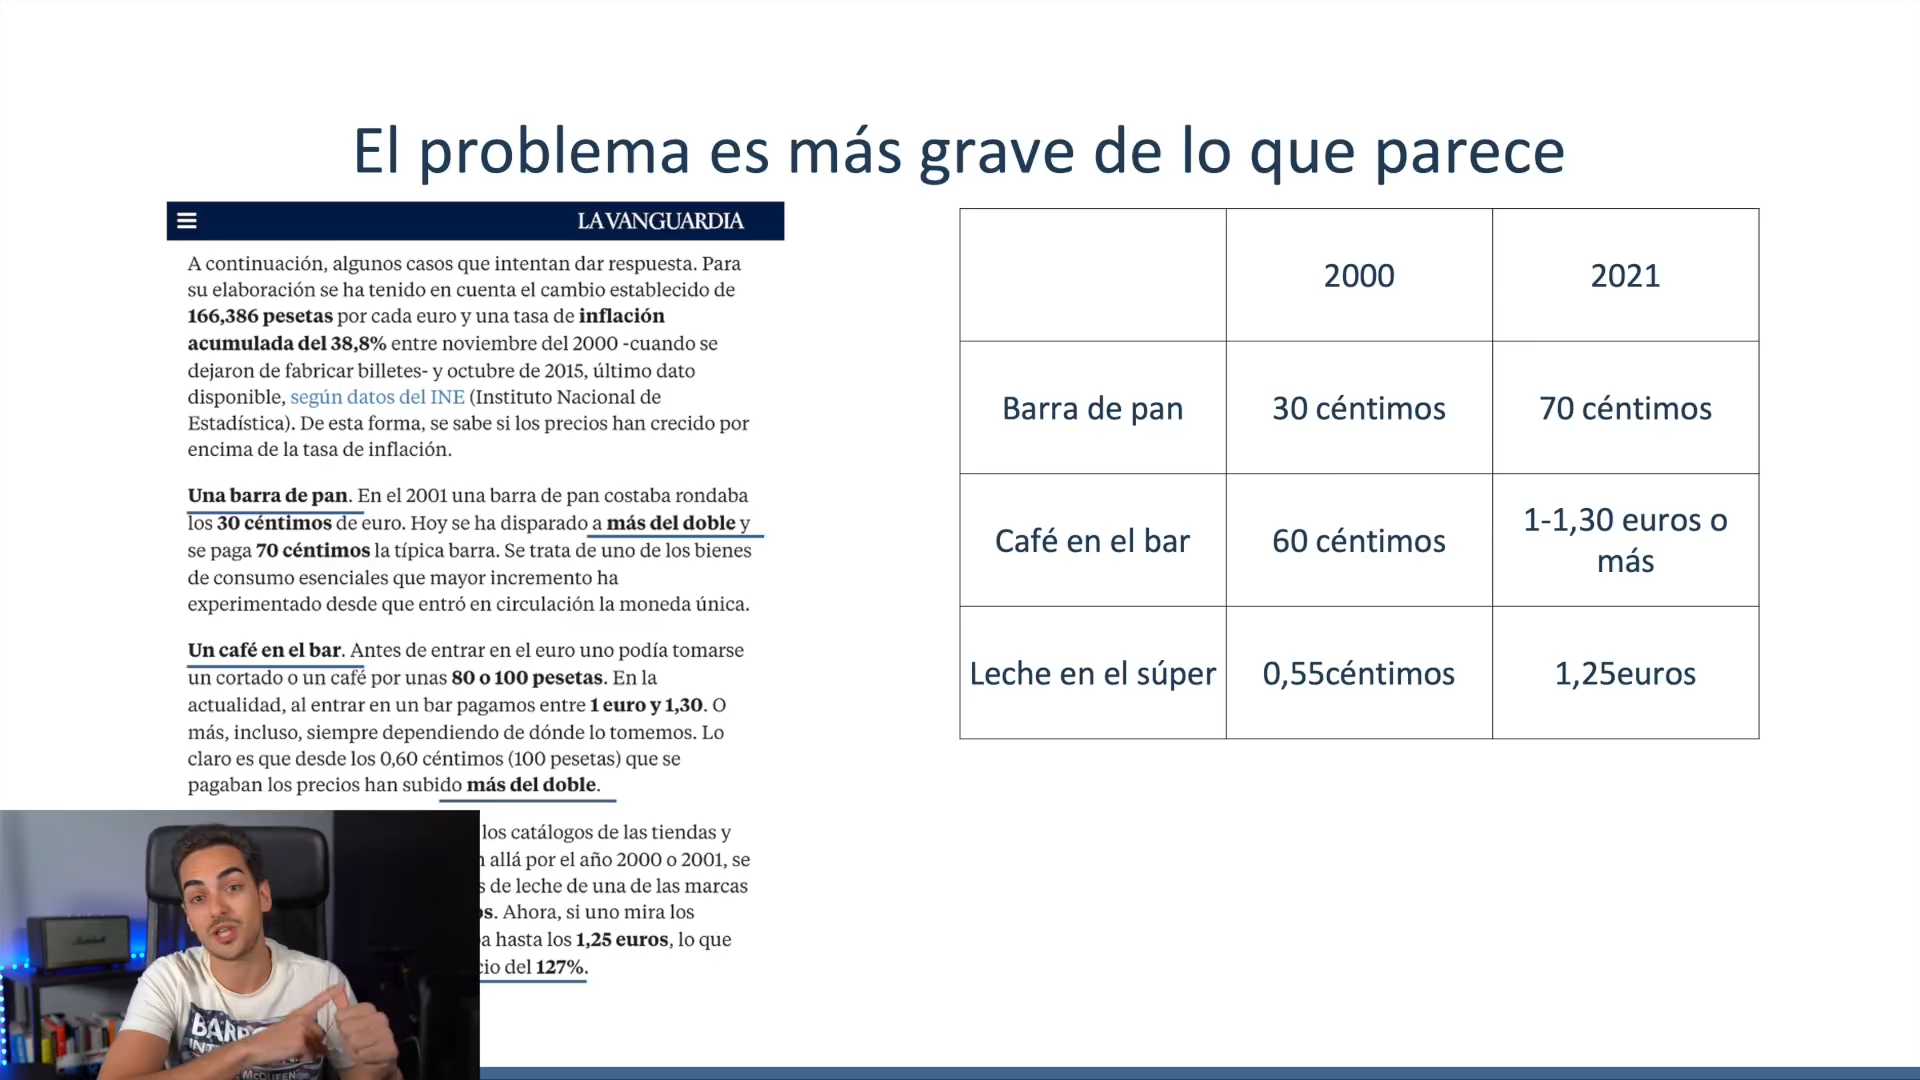 El problema es más grave de lo que parece
LAVANGUARDIA
A continuación, algunos casos que intentan dar respuesta. Para
su elaboración se ha tenido en cuenta el cambio establecido de
166,386 pesetas por cada euro y una tasa de inflación
acumulada del 38,8% entre noviembre del 2000 -cuando se
dejaron de fabricar billetes- y octubre de 2015, último dato
disponible, según datos del INE (Instituto Nacional de
Estadística). De esta forma, se sabe si los precios han crecido por
encima de la tasa de inflación.
Una barra de pan. En el 2001 una barra de pan costaba rondaba
los 30 céntimos de euro. Hoy se ha disparado a más del doble y
se paga 70 céntimos la típica barra. Se trata de uno de los bienes
de consumo esenciales que mayor incremento ha
experimentado desde que entró en circulación la moneda única.
Un café en el bar. Antes de entrar en el euro uno podía tomarse
un cortado o un café por unas 80 o 100 pesetas. En la
actualidad, al entrar en un bar pagamos entre 1 euro y 1,30. O
más, incluso, siempre dependiendo de dónde lo tomemos. Lo
claro es que desde los 0,60 céntimos (100 pesetas) que se
pagaban los precios han subido más del doble.
los catálogos de las tiendas y
allá por el año 2000 o 2001, se
de leche de una de las marcas
Ahora, si uno mira los
hasta los 1,25 euros, lo que
del 127%.
2000 2021
Barra de pan 30 céntimos 70 céntimos
Café en el bar 60 céntimos 1-1,30 euros o
más
Leche en el súper 0,55céntimos 1,25euros
Marshall
McQUEEN